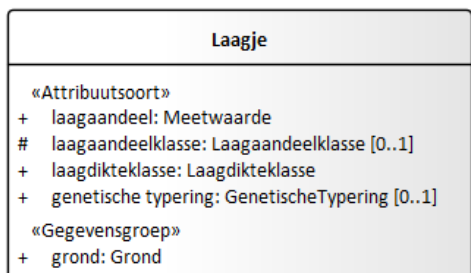 Laagje
«Attribuutsoort»
+ laagaandeel: Meetwaarde
# laagaandeelklasse: Laagaandeelklasse [0..1]
+ laagdikteklasse: Laagdikteklasse
+ genetische typering: GenetischeTypering [0..1]
«Gegevensgroep»
+ grond: Grond